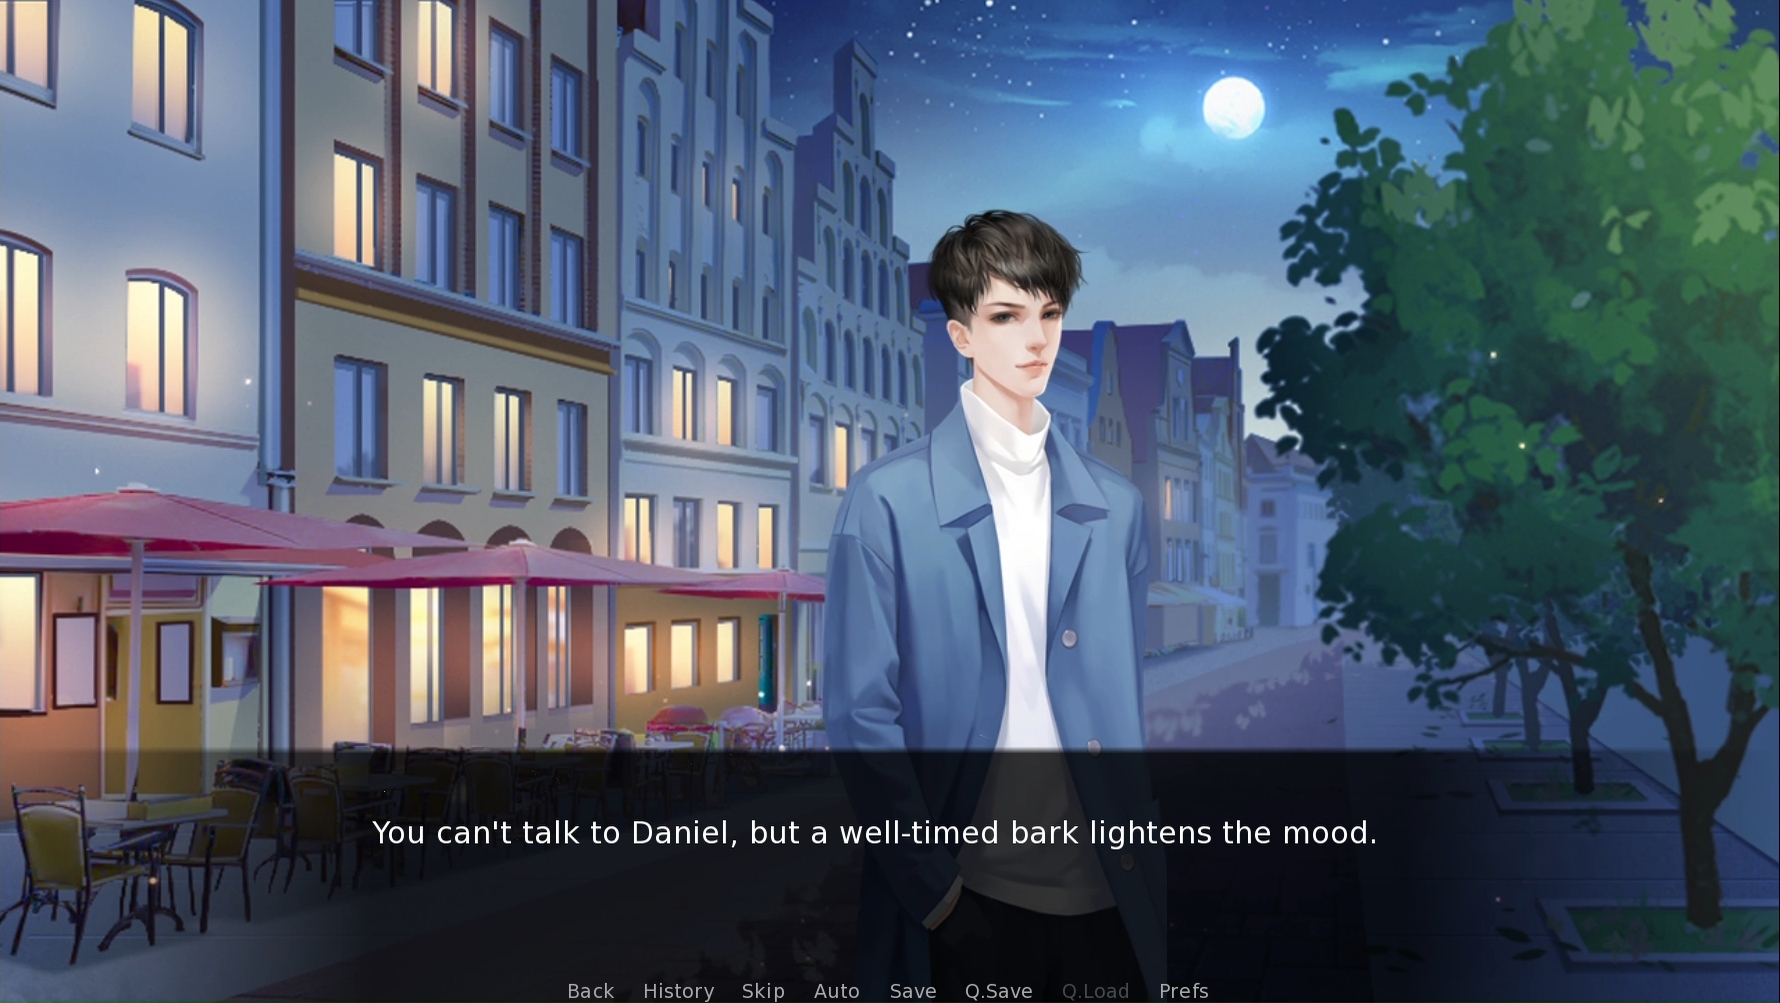 You can't talk to Daniel, but a well-timed bark lightens the mood.
Back History Skip Auto Save Q.Save Q.Load Prefs